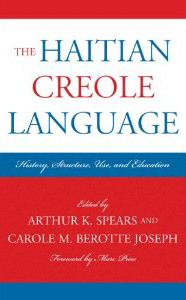 THE
HAITIAN
CREOLE
LANGUAGE
History, Structure, Use, and Education
Edited by
ARTHUR K. SPEARS AND
CAROLE M. BEROTTE JOSEPH
Foreword by Marc Prou